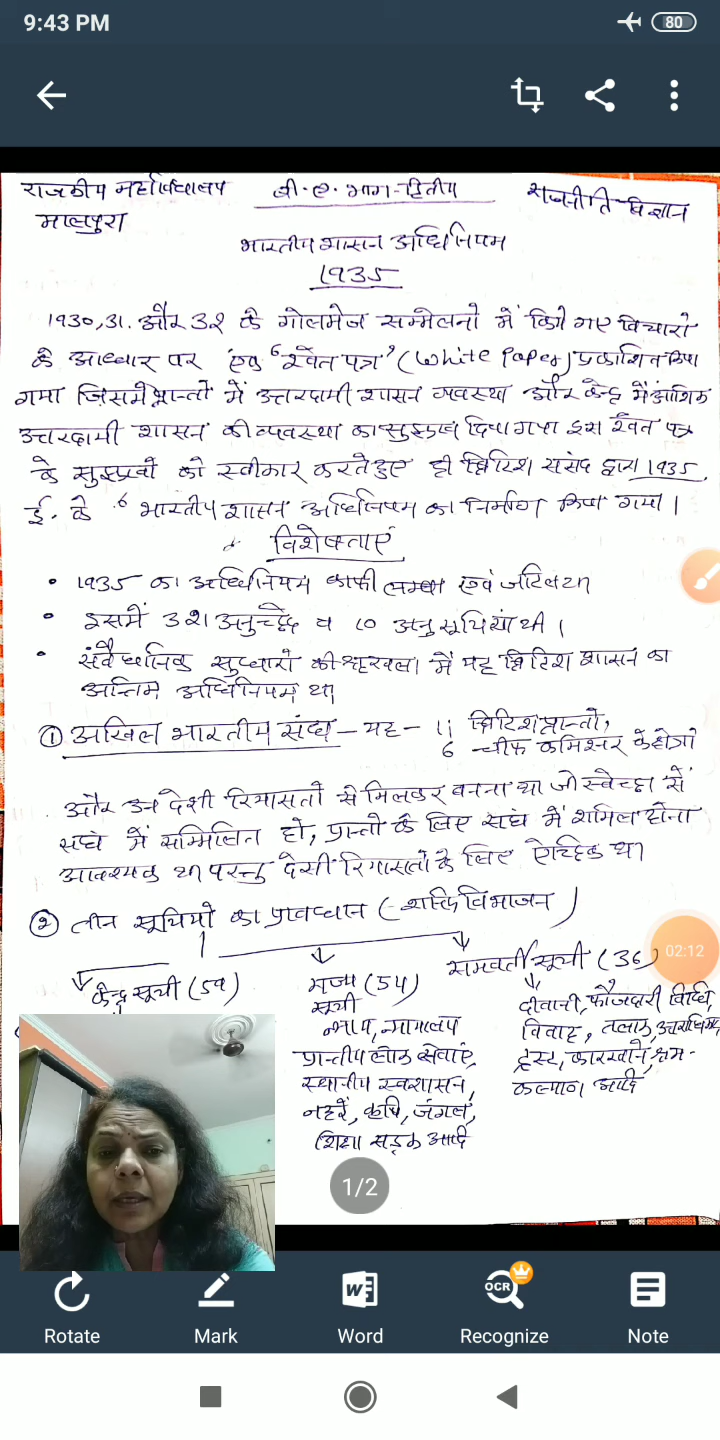 9:43 PM
80
राजकीय महाविद्यालय बी.ए. भाग-द्वितीय राजनीति-विज्ञान
मालपुरा
भारतीय शासन अधिनियम
1935
1930,31. और 32 के गोलमेज सम्मेलनों में किये गए विचारों
के आधार पर एक "श्वेत पत्र" (White Paper) प्रकाशित किया
गया जिसमें प्रान्तों में उत्तरदायी शासन व्यवस्था और केन्द्र में आंशिक
उत्तरदायी शासन की व्यवस्था का सुझाव दिया गया इस श्वेत पत्र
के सुझावों को स्वीकार करते हुए ही ब्रिटिश संसद द्वारा 1935
ई. के ' भारतीय शासन अधिनियम का निर्माण किया गया।
विशेषताएं
• 1935 का अधिनियम काफी लम्बा एवं जटिल था
• इसमें 321 अनुच्छेद व 10 अनुसूचियां थी।
• संवैधानिक सुधारों की श्रृंखला में यह ब्रिटिश शासन का
अन्तिम अधिनियम था
① अखिल भारतीय संघ - यह - 11 ब्रिटिश प्रान्तो,
6 चीफ कमिश्नर के क्षेत्रो
और उन देशी रियासतों से मिलकर बनना था जो स्वेच्छा से
संघ में सम्मिलित हो, प्रान्तो के लिए संघ में शामिल होना
आवश्यक था परन्तु देसी रियासतों के लिए ऐच्छिक था
② तीन सूचियो का प्रावधान (शक्ति विभाजन)
केन्द्र सूची (59) राज्य (54) समवर्ती सूची (36)
सूची
न्याय, न्यायालय
प्रान्तीय लोक सेवाएं,
स्थानीय स्वशासन,
नहरें, कृषि, जंगल,
शिक्षा सड़क आदि
दीवानी, फौजदारी विधि,
विवाह, तलाक, उत्तराधिकार
ट्रस्ट, कारखाने, श्रम-
कल्याण आदि
02:12
1/2
Rotate Mark Word Recognize Note
W OCR